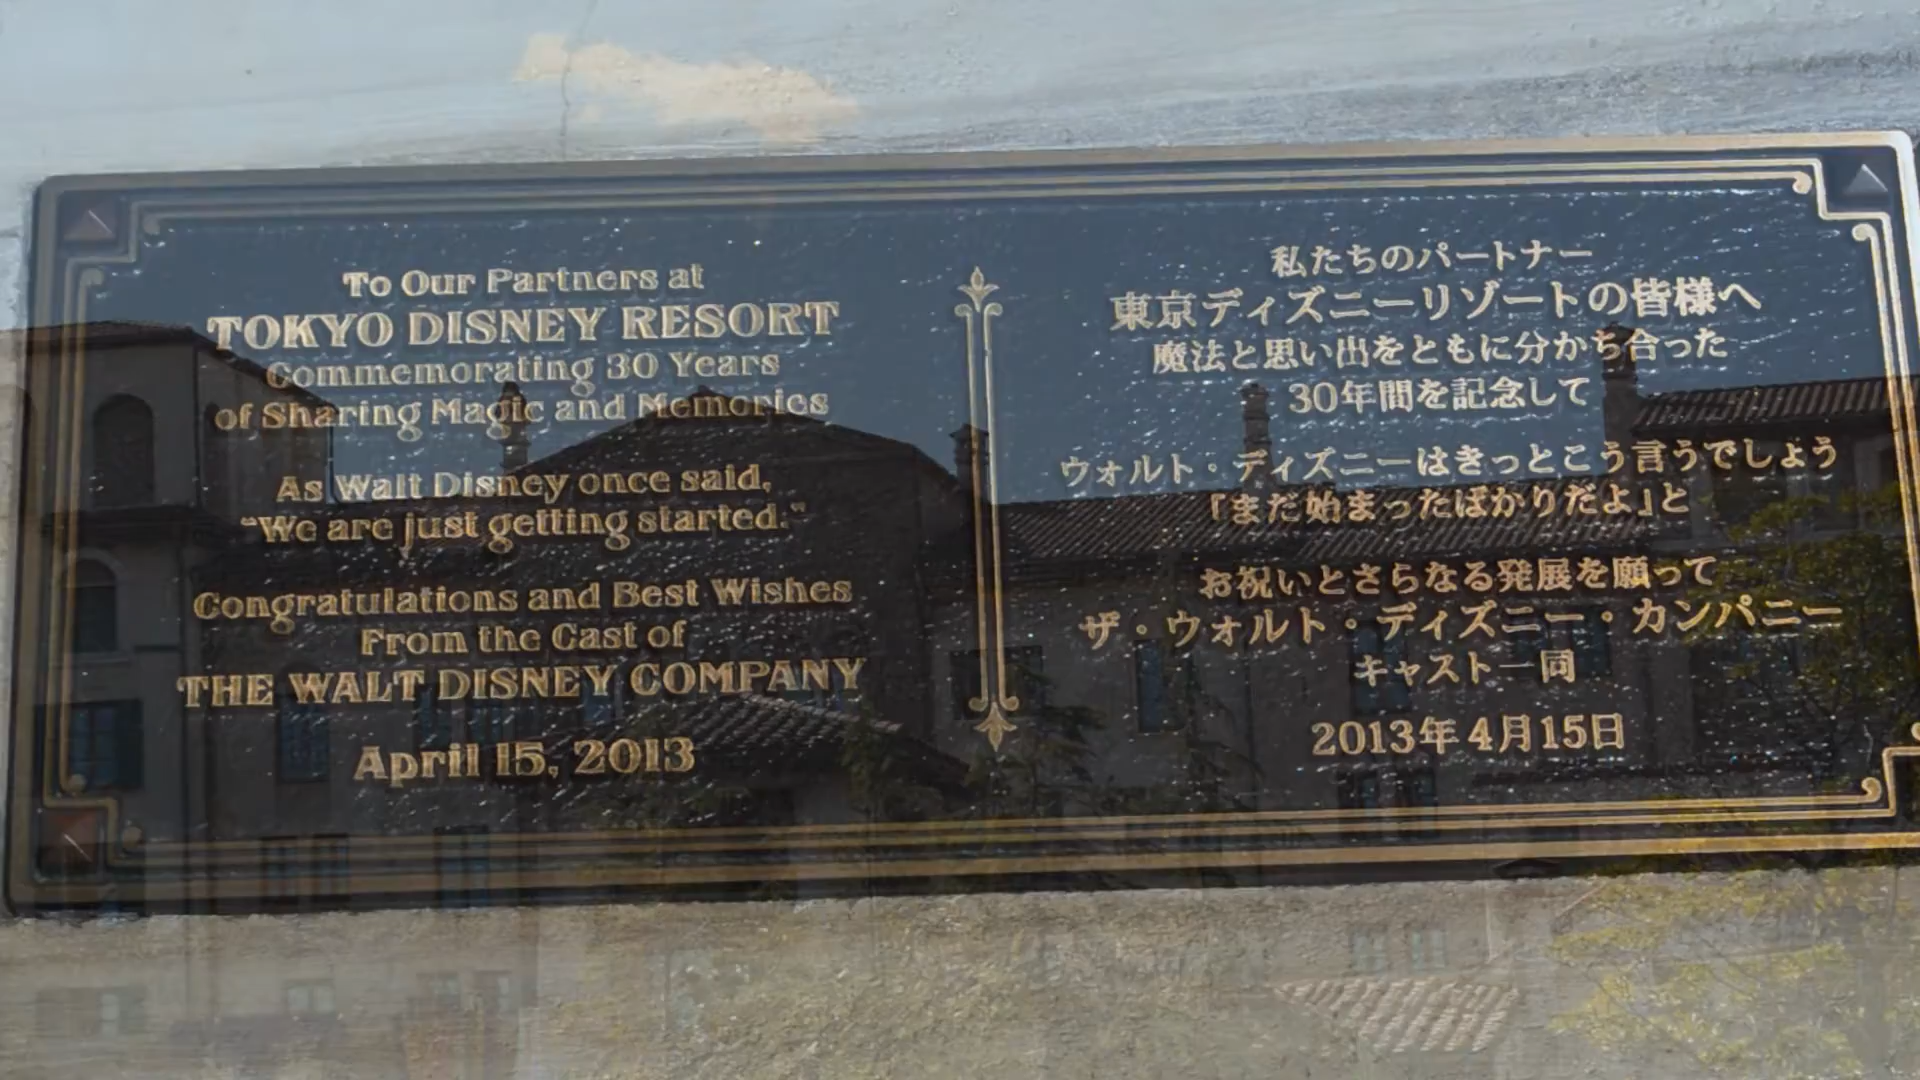 To Our Partners at
TOKYO DISNEY RESORT
Commemorating 30 Years
of Sharing Magic and Memories
As Walt Disney once said,
“We are just getting started.”
Congratulations and Best Wishes
From the Cast of
THE WALT DISNEY COMPANY
April 15, 2013
私たちのパートナー
東京ディズニーリゾートの皆様へ
魔法と思い出をともに分かち合った
30年間を記念して
ウォルト・ディズニーはきっとこう言うでしょう
「まだ始まったばかりだよ」と
お祝いとさらなる発展を願って
ザ・ウォルト・ディズニー・カンパニー
キャスト一同
2013年4月15日